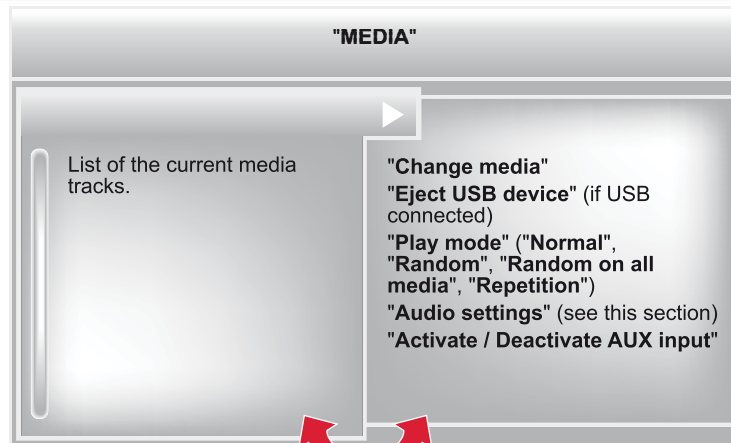 "MEDIA"
List of the current media
tracks.
"Change media"
"Eject USB device" (if USB
connected)
"Play mode" ("Normal",
"Random", "Random on all
media", "Repetition")
"Audio settings" (see this section)
"Activate / Deactivate AUX input"